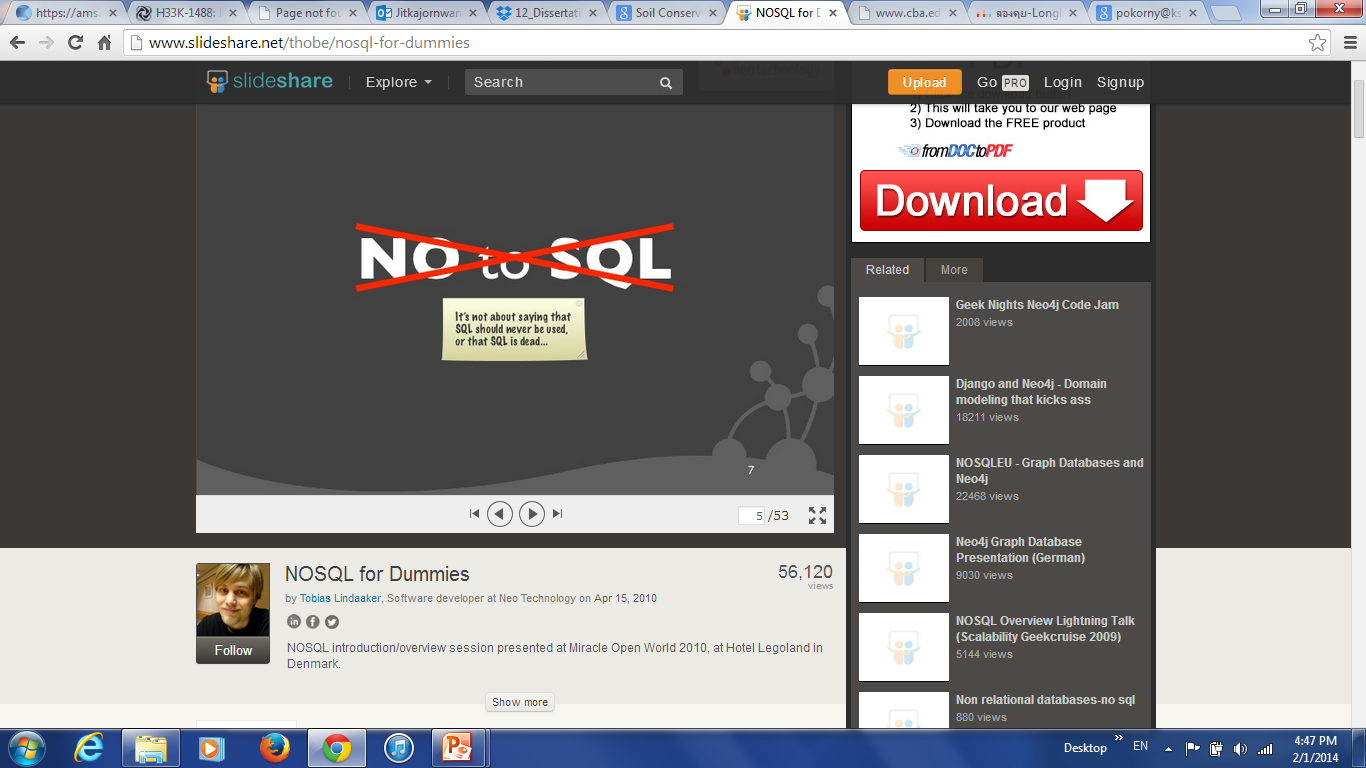 https://ams
H33K-1488:
Page not fou
Jitkajornwan
12_Dissertati
Soil Conserv
NOSQL for D
www.cba.ed
ลองคุย-Longl
pokorny@ks
www.slideshare.net/thobe/nosql-for-dummies
slideshare
Explore
Search
Upload
Go PRO
Login
Signup
2) This will take you to our web page
3) Download the FREE product
fromDOCtoPDF
Download
NO to SQL
It's not about saying that
SQL should never be used,
or that SQL is dead...
7
5 /53
Related
More
Geek Nights Neo4j Code Jam
2008 views
Django and Neo4j - Domain
modeling that kicks ass
18211 views
NOSQLEU - Graph Databases and
Neo4j
22468 views
Neo4j Graph Database
Presentation (German)
9030 views
NOSQL Overview Lightning Talk
(Scalability Geekcruise 2009)
5144 views
Non relational databases-no sql
880 views
NOSQL for Dummies
56,120
views
by Tobias Lindaaker, Software developer at Neo Technology on Apr 15, 2010
Follow
NOSQL introduction/overview session presented at Miracle Open World 2010, at Hotel Legoland in
Denmark.
Show more
Desktop
EN
4:47 PM
2/1/2014